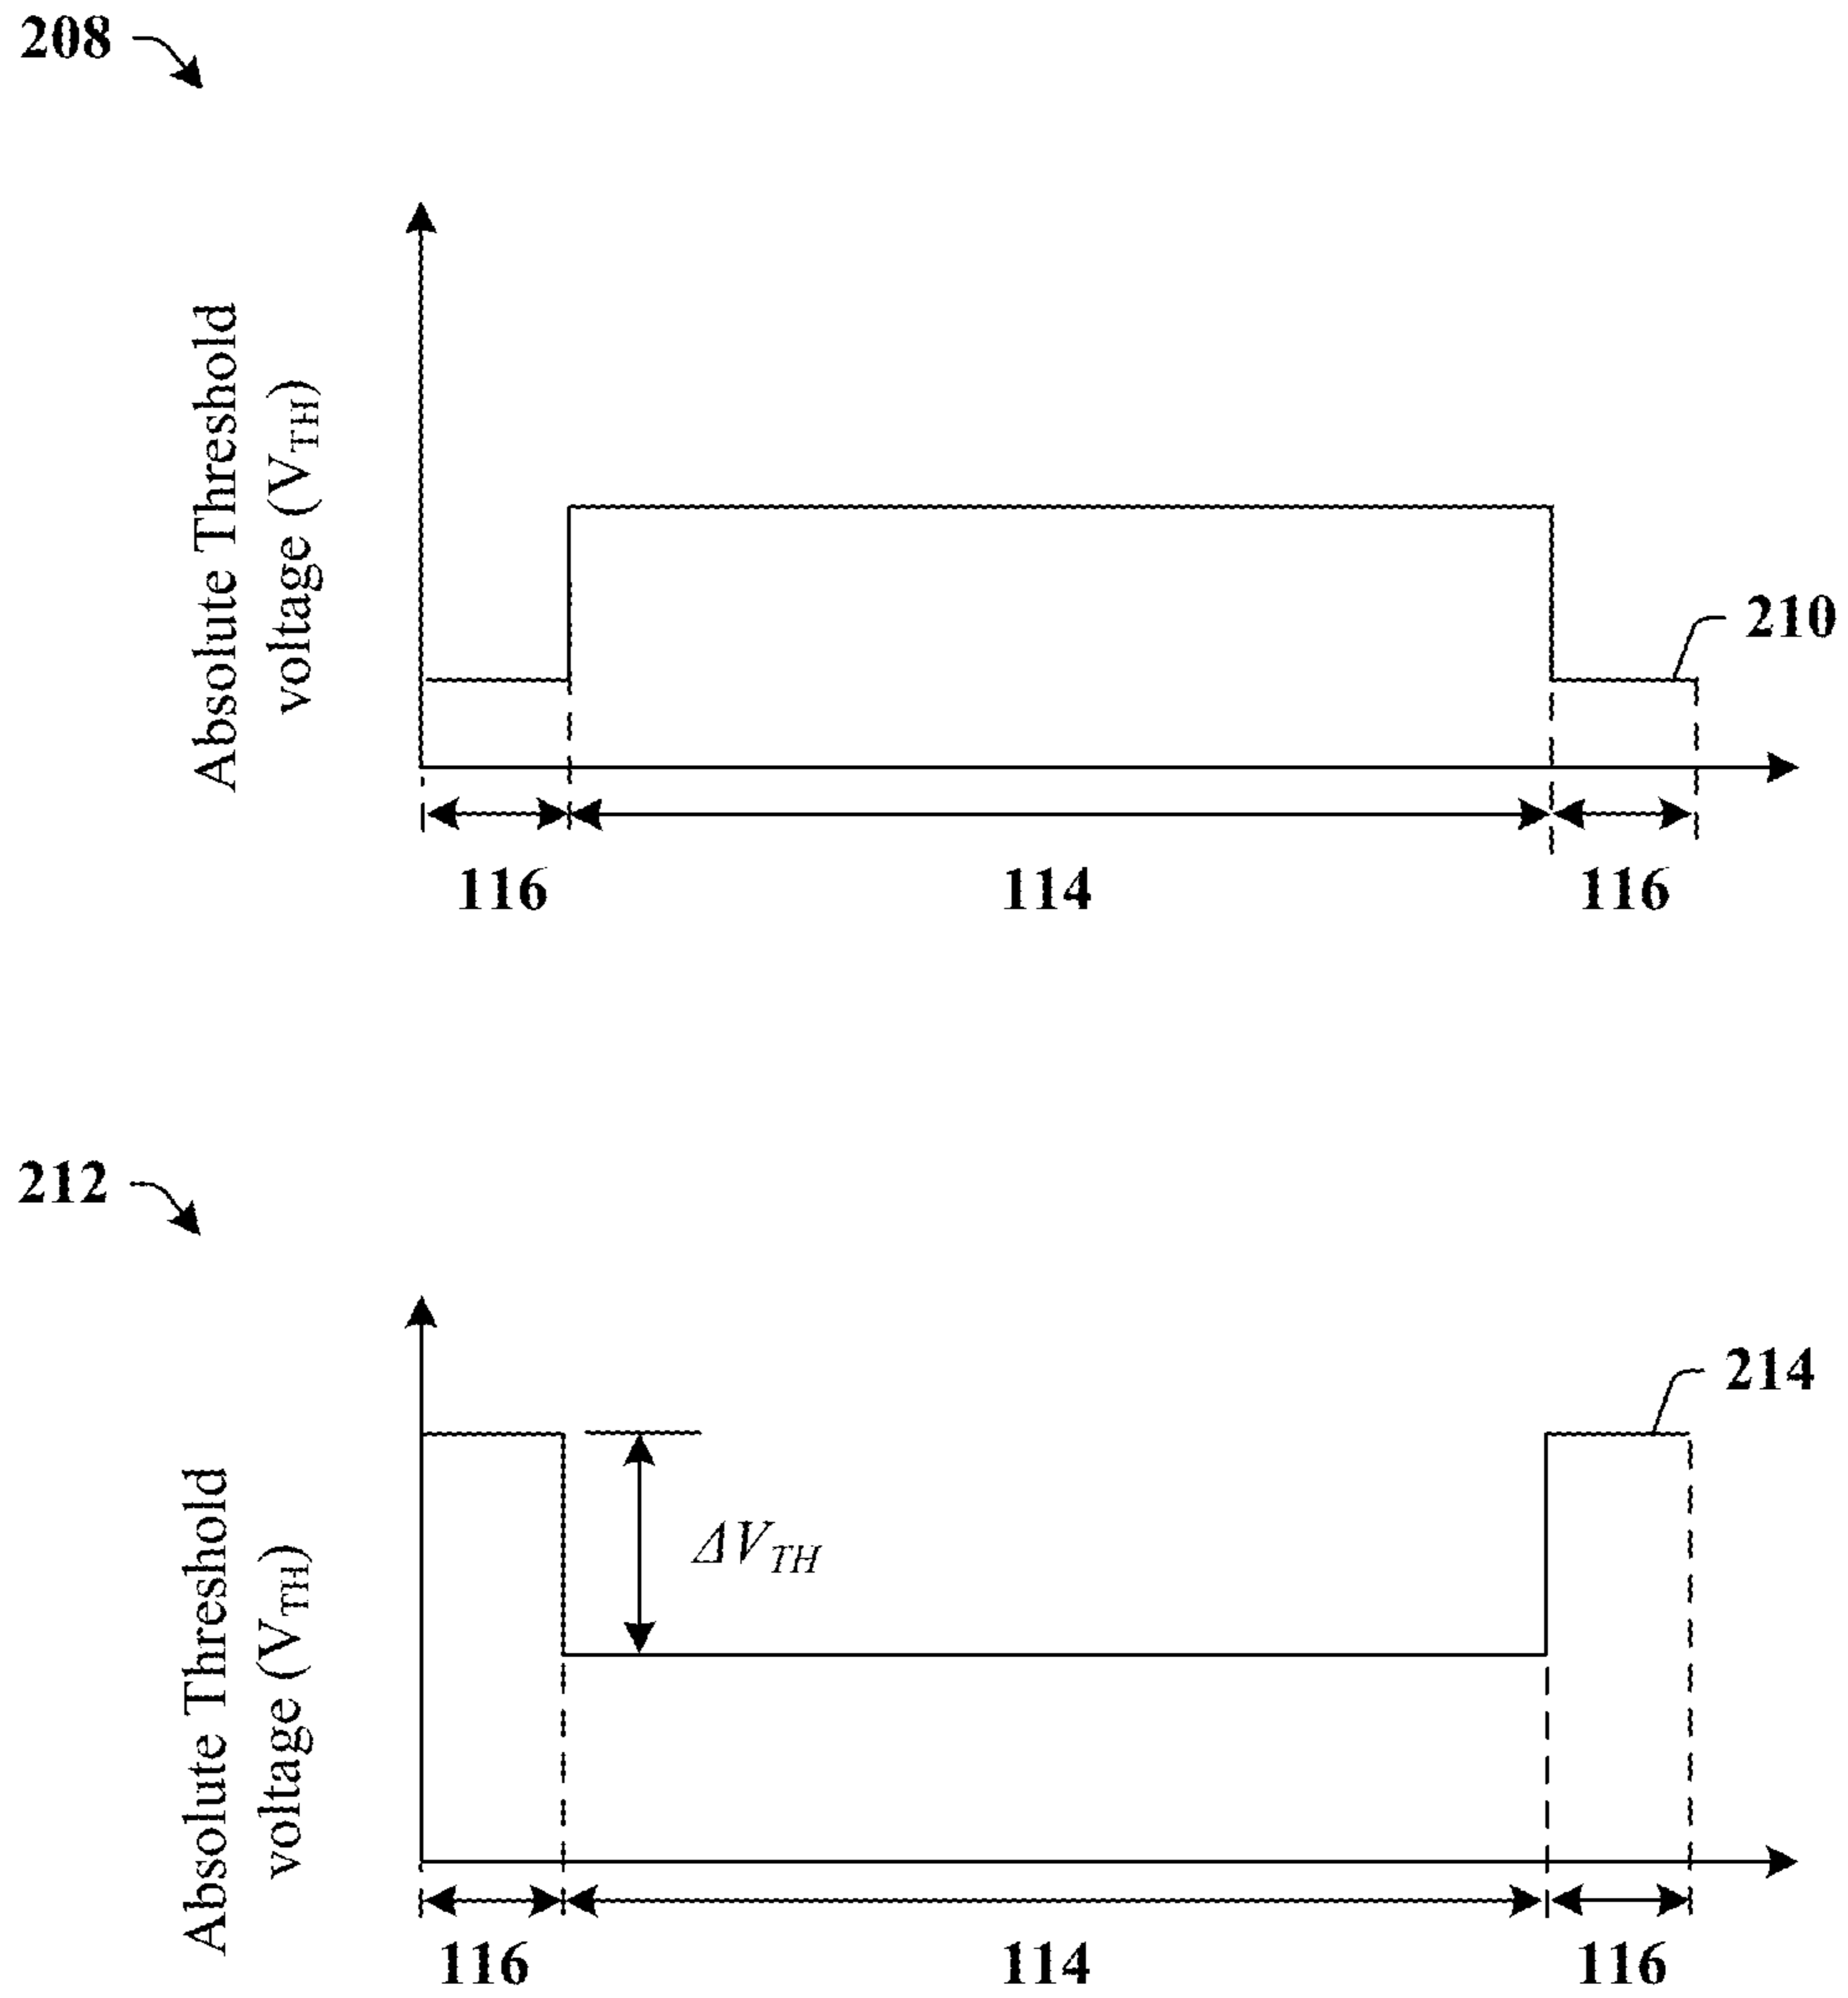 208
Absolute Threshold
voltage (VTH)
210
116 114 116
212
Absolute Threshold
voltage (VTH)
214
ΔVTH
116 114 116